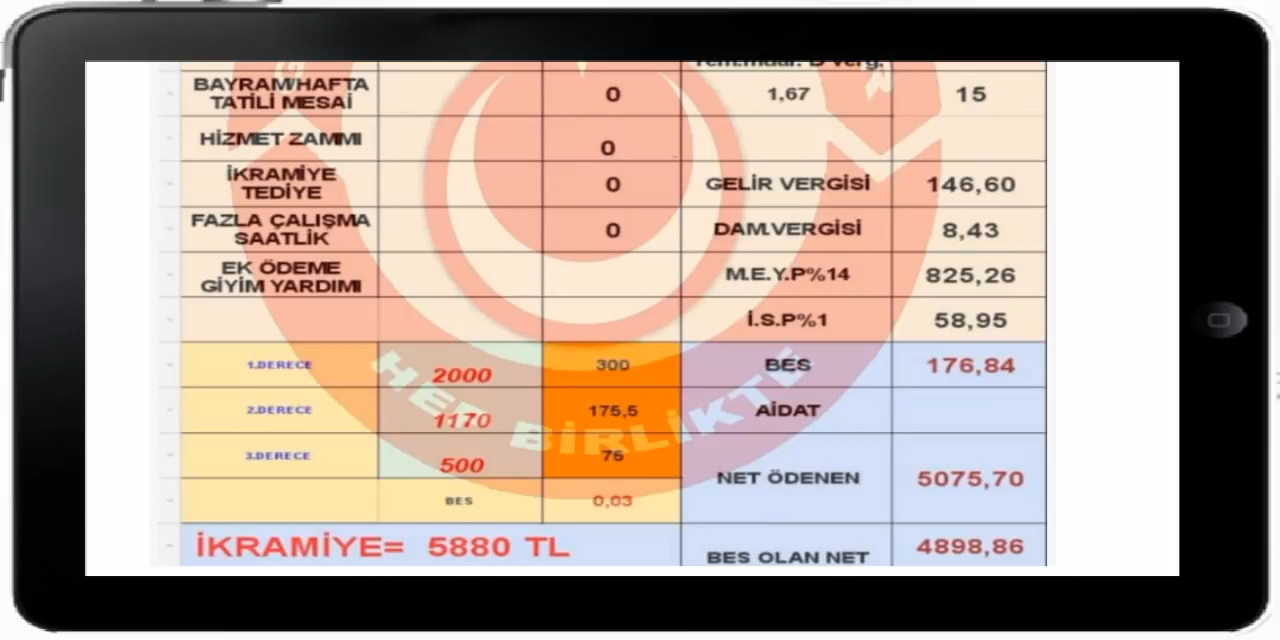 BAYRAM/HAFTA
TATİLİ MESAİ
0
1,67
15
HİZMET ZAMMI
0
İKRAMİYE
TEDİYE
0
GELİR VERGİSİ
146,60
FAZLA ÇALIŞMA
SAATLİK
0
DAM.VERGİSİ
8,43
EK ÖDEME
GİYİM YARDIMI
M.E.Y.P%14
825,26
İ.S.P%1
58,95
1.DERECE
2000
300
BES
176,84
2.DERECE
1170
175,5
AİDAT
3.DERECE
500
75
NET ÖDENEN
5075,70
BES
0,03
İKRAMİYE= 5880 TL
BES OLAN NET
4898,86
BİRLİKTE